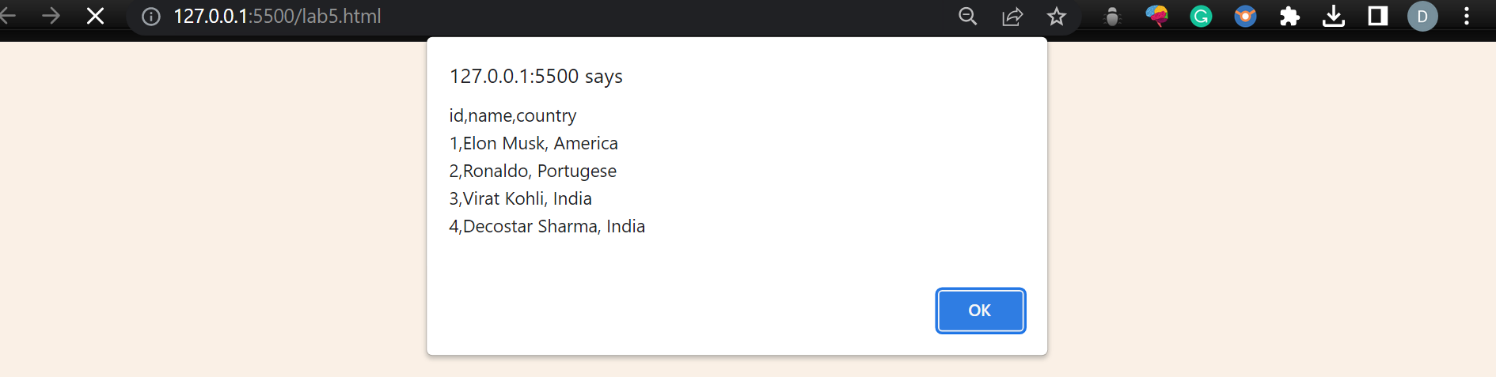 127.0.0.1:5500/lab5.html
D
127.0.0.1:5500 says
id,name,country
1,Elon Musk, America
2,Ronaldo, Portugese
3,Virat Kohli, India
4,Decostar Sharma, India
OK